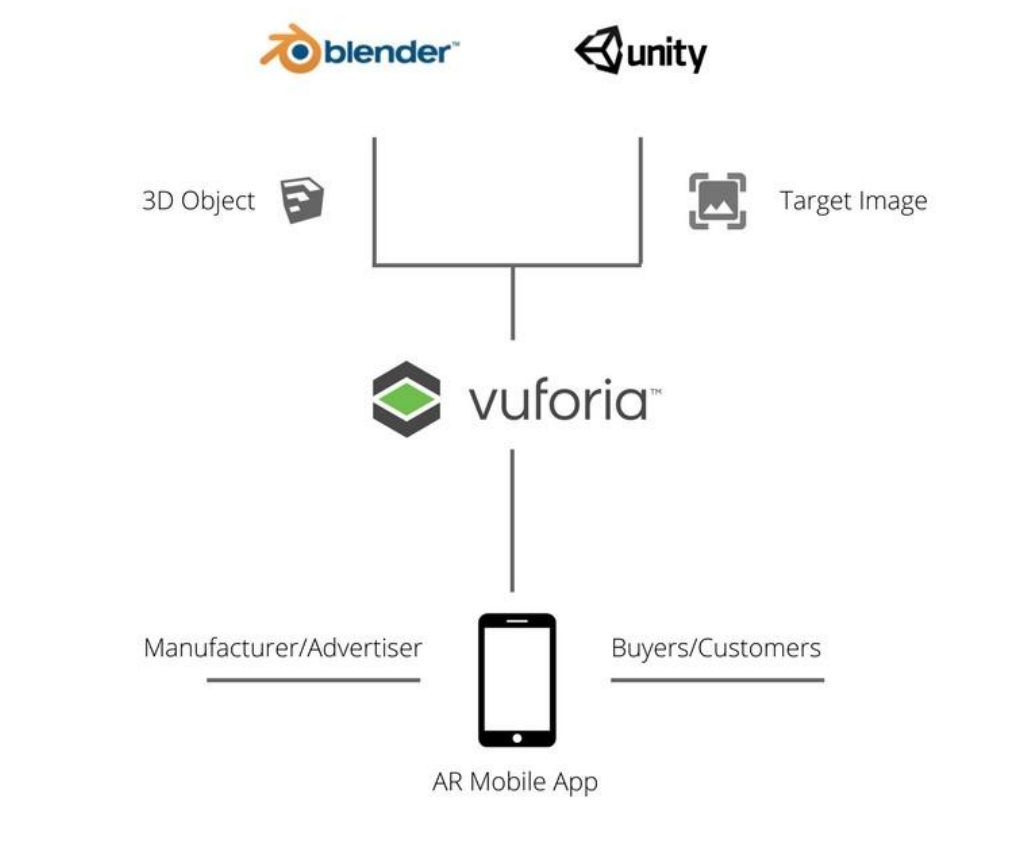 blender™
unity
3D Object
Target Image
vuforia™
Manufacturer/Advertiser
Buyers/Customers
AR Mobile App